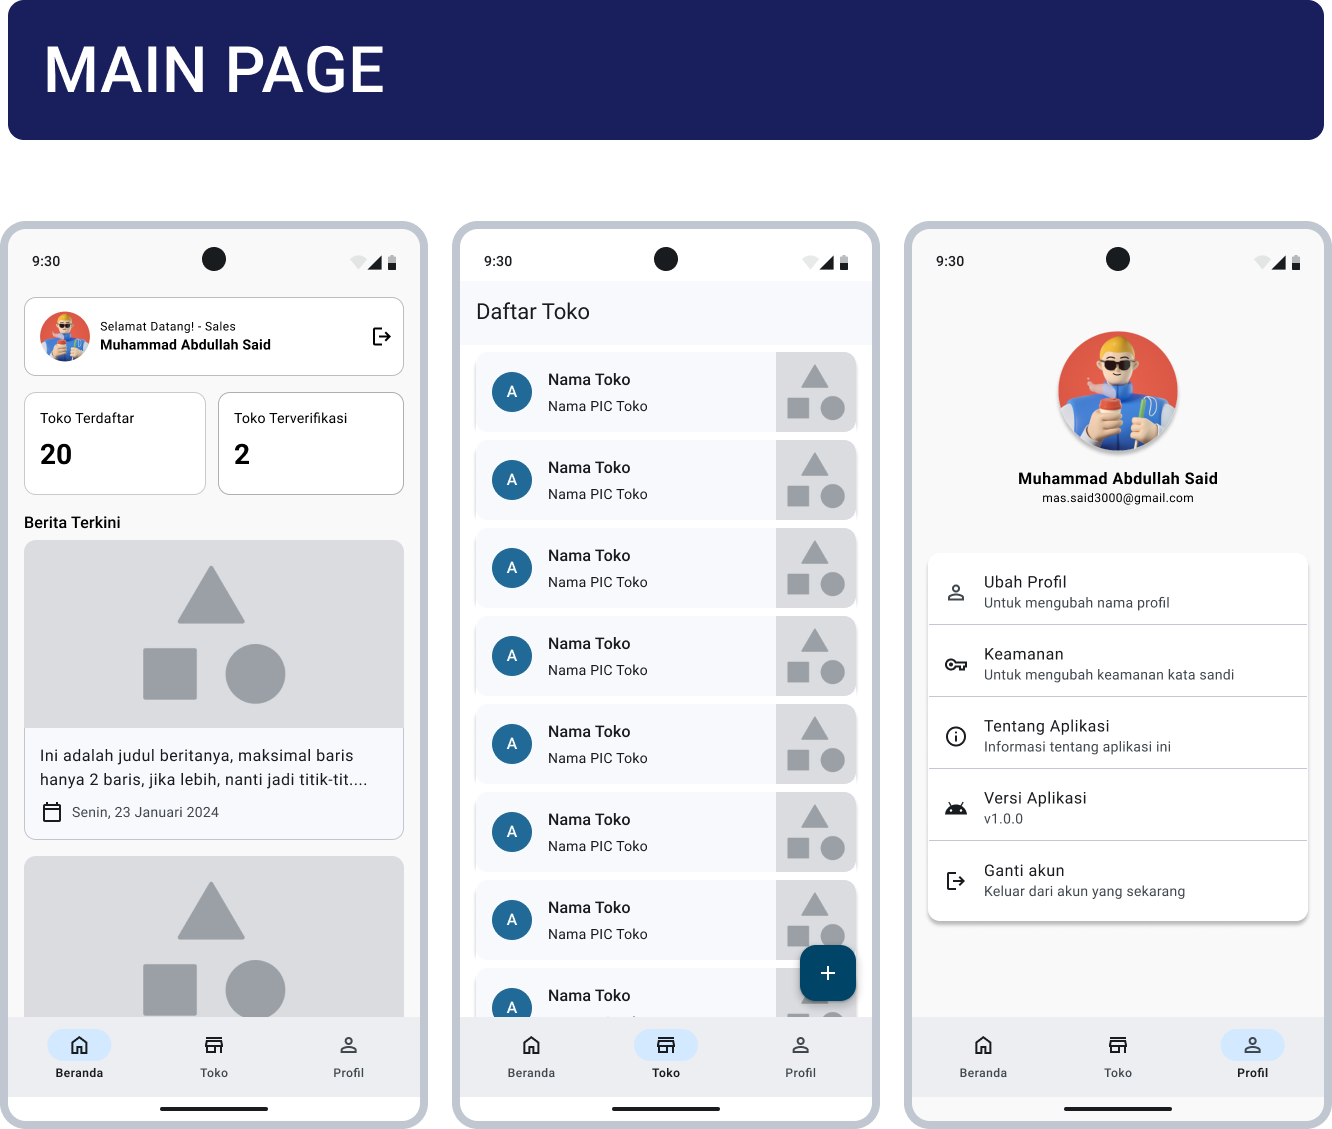 MAIN PAGE
9:30
Selamat Datang! - Sales
Muhammad Abdullah Said
Toko Terdaftar
20
Toko Terverifikasi
2
Berita Terkini
Ini adalah judul beritanya, maksimal baris
hanya 2 baris, jika lebih, nanti jadi titik-tit....
Senin, 23 Januari 2024
Beranda
Toko
Profil
9:30
Daftar Toko
A
Nama Toko
Nama PIC Toko
A
Nama Toko
Nama PIC Toko
A
Nama Toko
Nama PIC Toko
A
Nama Toko
Nama PIC Toko
A
Nama Toko
Nama PIC Toko
A
Nama Toko
Nama PIC Toko
A
Nama Toko
Nama PIC Toko
A
Nama Toko
Beranda
Toko
Profil
9:30
Muhammad Abdullah Said
mas.said3000@gmail.com
Ubah Profil
Untuk mengubah nama profil
Keamanan
Untuk mengubah keamanan kata sandi
Tentang Aplikasi
Informasi tentang aplikasi ini
Versi Aplikasi
v1.0.0
Ganti akun
Keluar dari akun yang sekarang
Beranda
Toko
Profil